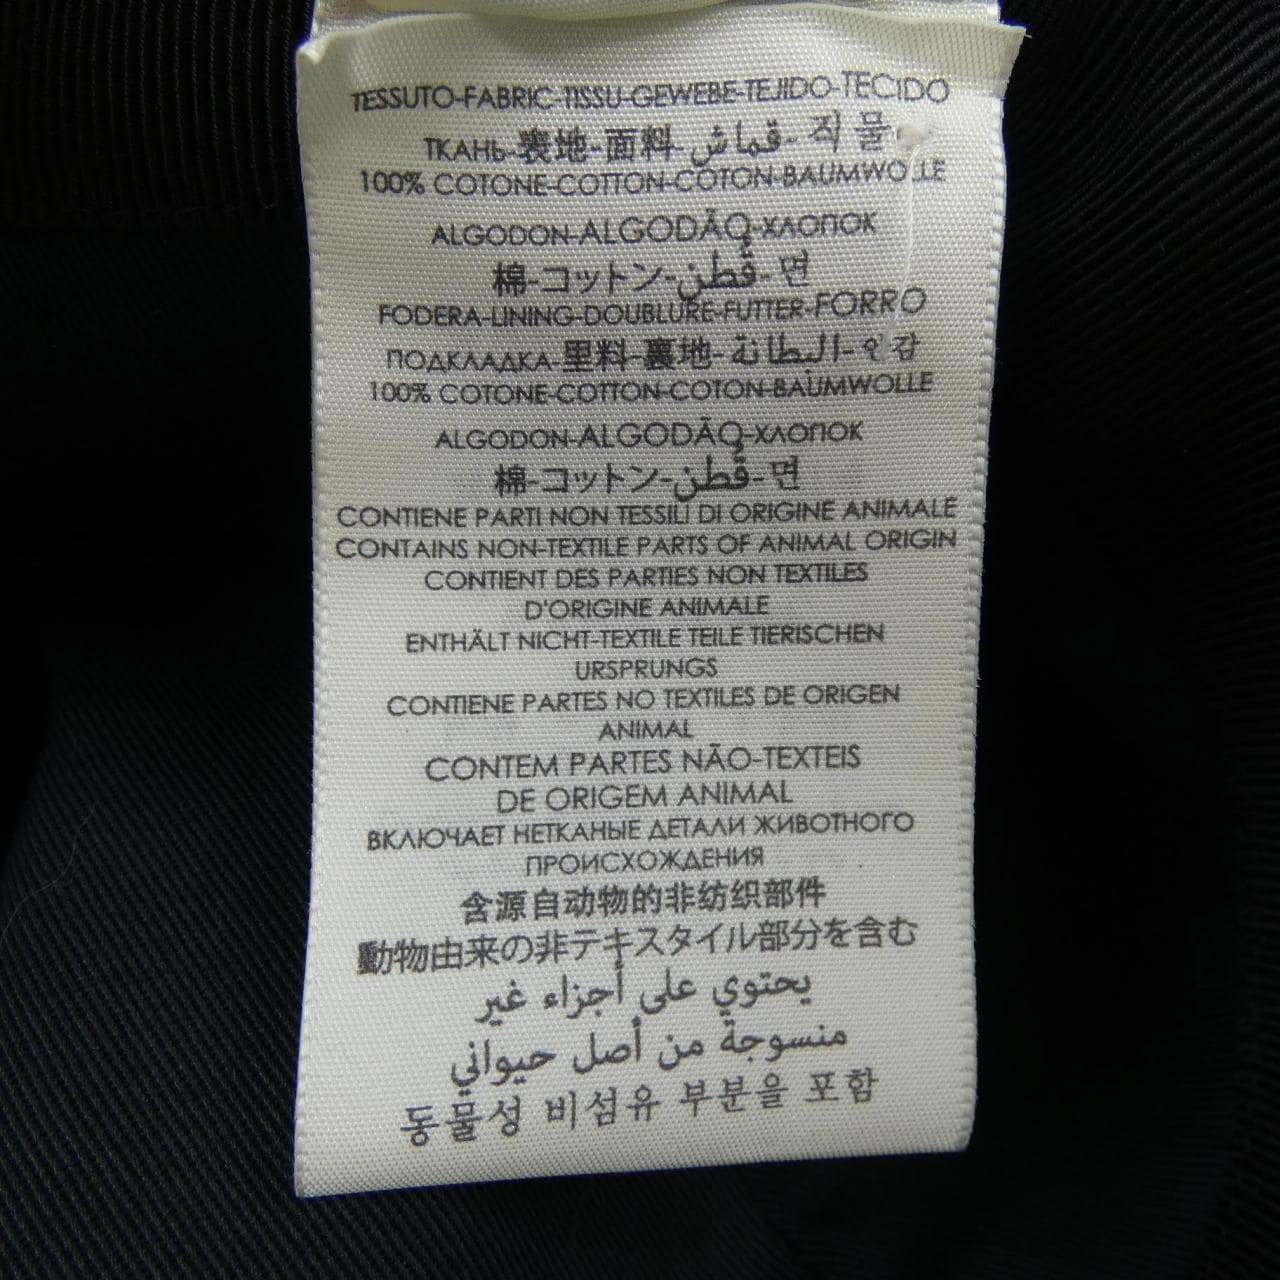 TESSUTO-FABRIC-TISSU-GEWEBE-TEJIDO-TECIDO
ТКАНЬ-表地-面料-قماش-직물
100% COTONE-COTTON-COTON-BAUMWOLLE
ALGODON-ALGODÃO-ХЛОПОК
棉-コットン-قُطن-면
FODERA-LINING-DOUBLURE-FUTTER-FORRO
ПОДКЛАДКА-里料-裏地-البطانة-안감
100% COTONE-COTTON-COTON-BAUMWOLLE
ALGODON-ALGODÃO-ХЛОПОК
棉-コットン-قُطن-면
CONTIENE PARTI NON TESSILI DI ORIGINE ANIMALE
CONTAINS NON-TEXTILE PARTS OF ANIMAL ORIGIN
CONTIENT DES PARTIES NON TEXTILES
D'ORIGINE ANIMALE
ENTHÄLT NICHT-TEXTILE TEILE TIERISCHEN
URSPRUNGS
CONTIENE PARTES NO TEXTILES DE ORIGEN
ANIMAL
CONTEM PARTES NÃO-TEXTEIS
DE ORIGEM ANIMAL
ВКЛЮЧАЕТ НЕТКАНЫЕ ДЕТАЛИ ЖИВОТНОГО
ПРОИСХОЖДЕНИЯ
含源自动物的非纺织部件
動物由来の非テキスタイル部分を含む
يحتوي على أجزاء غير
منسوجة من أصل حيواني
동물성 비섬유 부분을 포함